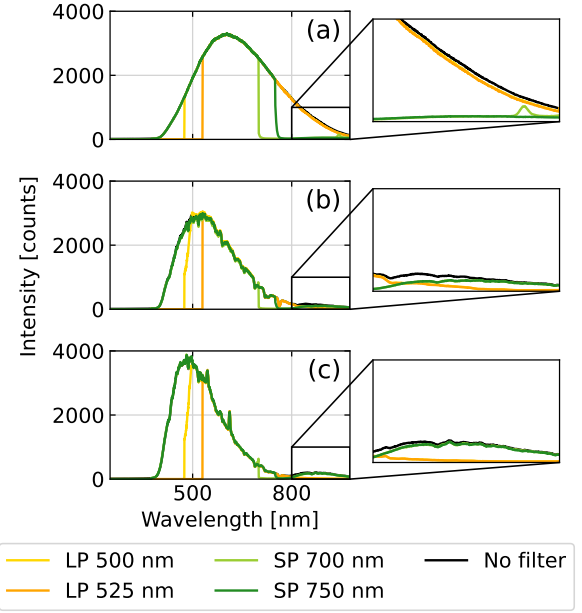 4000
(a)
2000
0
4000
(b)
2000
0
4000
(c)
2000
0
500 800
Wavelength [nm]
Intensity [counts]
LP 500 nm SP 700 nm No filter
LP 525 nm SP 750 nm